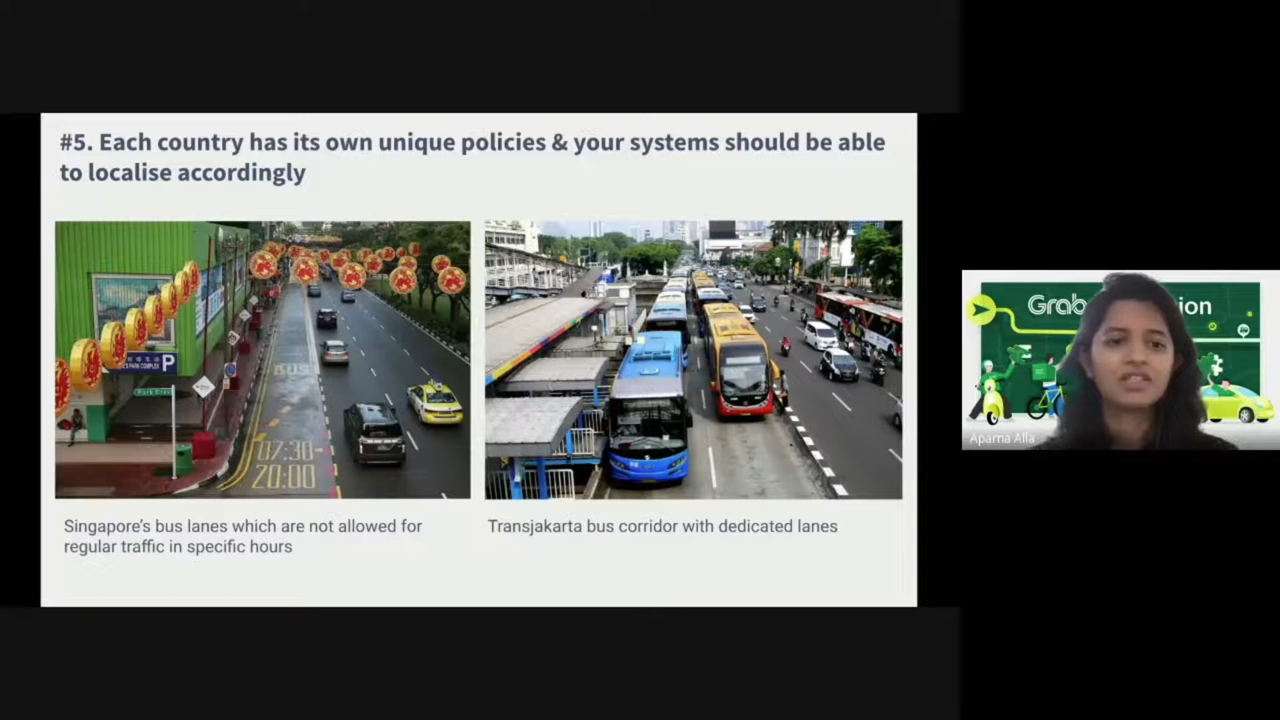 #5. Each country has its own unique policies & your systems should be able
to localise accordingly
P
BUS
07:30-
20:00
Singapore's bus lanes which are not allowed for
regular traffic in specific hours
Transjakarta bus corridor with dedicated lanes
Grab
Aparna Alla